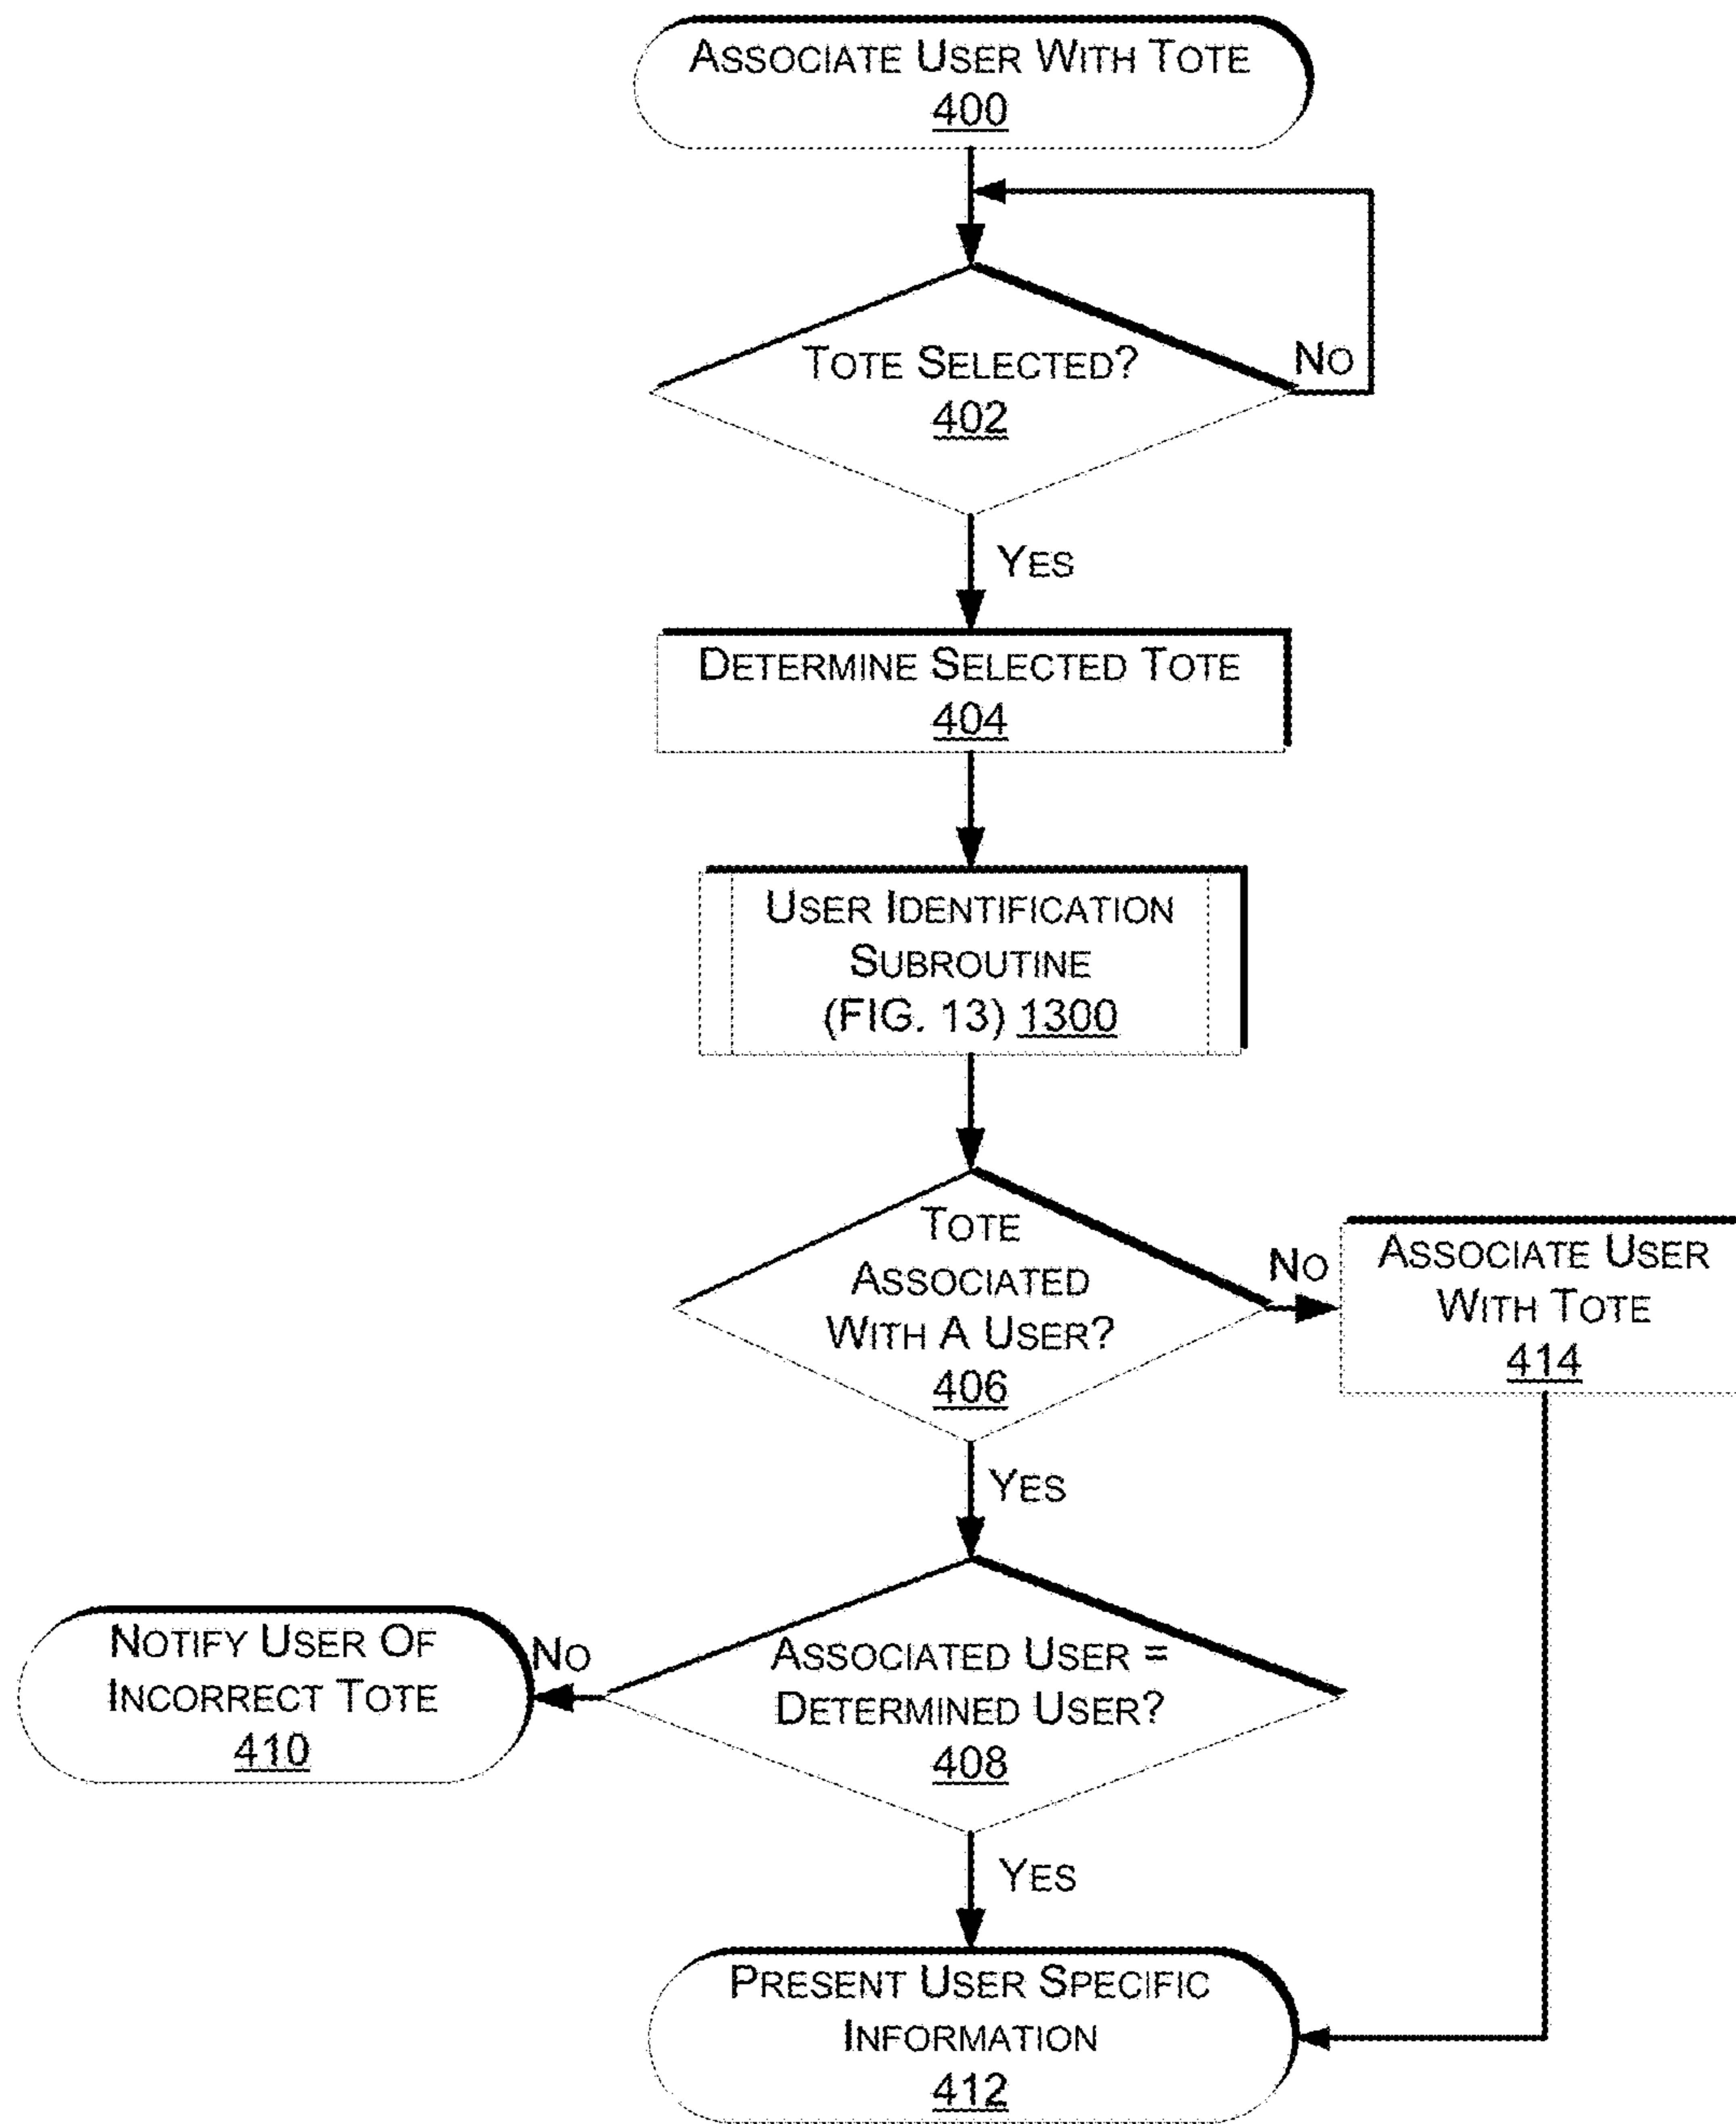 ASSOCIATE USER WITH TOTE
400
TOTE SELECTED?
402
NO
YES
DETERMINE SELECTED TOTE
404
USER IDENTIFICATION
SUBROUTINE
(FIG. 13) 1300
TOTE
ASSOCIATED
WITH A USER?
406
NO
ASSOCIATE USER
WITH TOTE
414
YES
ASSOCIATED USER =
DETERMINED USER?
408
NO
NOTIFY USER OF
INCORRECT TOTE
410
YES
PRESENT USER SPECIFIC
INFORMATION
412